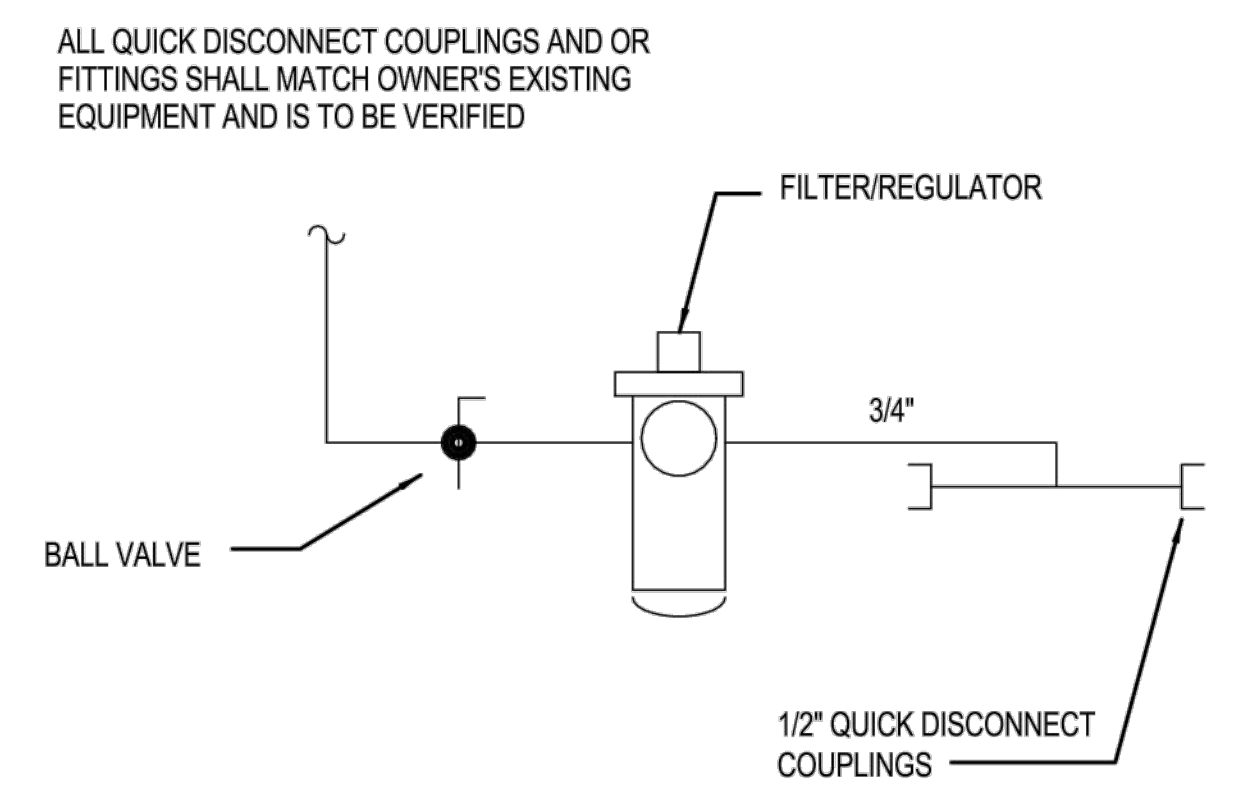 ALL QUICK DISCONNECT COUPLINGS AND OR
FITTINGS SHALL MATCH OWNER'S EXISTING
EQUIPMENT AND IS TO BE VERIFIED
FILTER/REGULATOR
3/4"
BALL VALVE
1/2" QUICK DISCONNECT
COUPLINGS